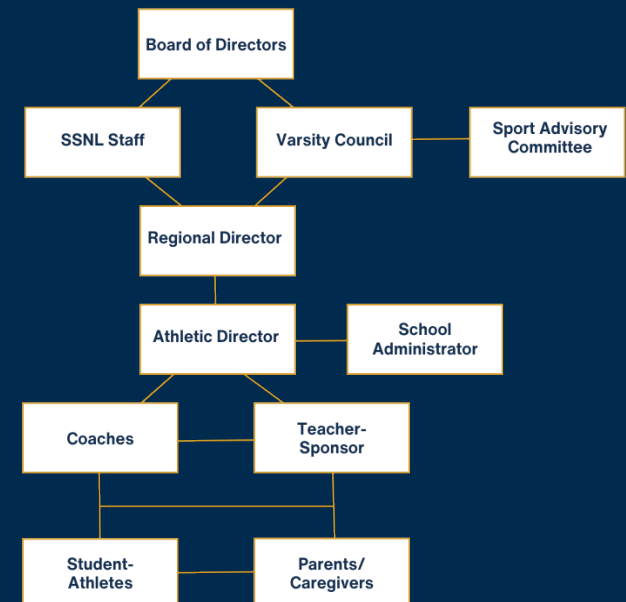 Board of Directors
SSNL Staff
Varsity Council
Sport Advisory
Committee
Regional Director
Athletic Director
School
Administrator
Coaches
Teacher-
Sponsor
Student-
Athletes
Parents/
Caregivers